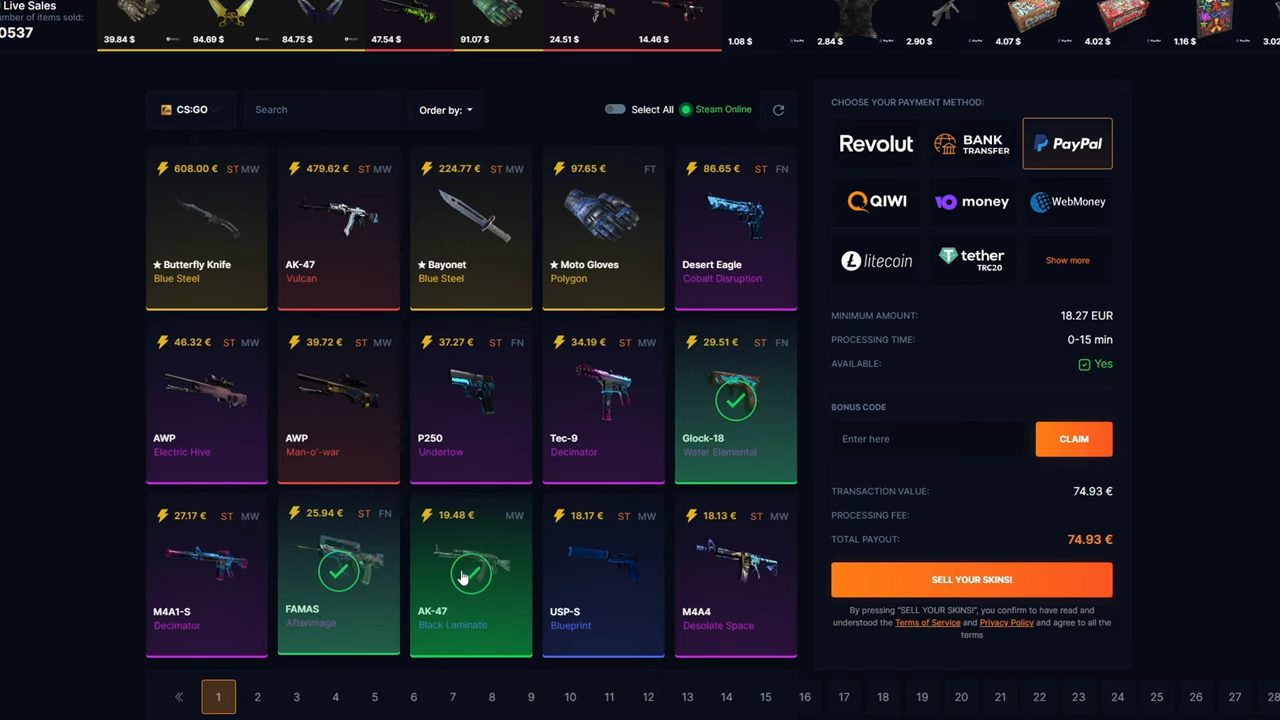 Live Sales
umber of items sold:
0537
39.84 $
94.69 $
84.75 $
47.54 $
91.07 $
24.51 $
14.46 $
1.08 $
2.84 $
2.90 $
4.07 $
4.02 $
1.16 $
3.02
CS:GO
Search
Order by:
Select All
Steam Online
608.00 € ST MW
★ Butterfly Knife
Blue Steel
479.62 € ST MW
AK-47
Vulcan
224.77 € ST MW
★ Bayonet
Blue Steel
97.65 € FT
★ Moto Gloves
Polygon
86.65 € ST FN
Desert Eagle
Cobalt Disruption
46.32 € ST MW
AWP
Electric Hive
39.72 € ST MW
AWP
Man-o'-war
37.27 € ST FN
P250
Undertow
34.19 € ST MW
Tec-9
Decimator
29.51 € ST FN
Glock-18
Water Elemental
27.17 € ST MW
M4A1-S
Decimator
25.94 € ST FN
FAMAS
Afterimage
19.48 € MW
AK-47
Black Laminate
18.17 € ST MW
USP-S
Blueprint
18.13 € ST MW
M4A4
Desolate Space
« 1 2 3 4 5 6 7 8 9 10 11 12 13 14 15 16 17 18 19 20 21 22 23 24 25 26 27 28
CHOOSE YOUR PAYMENT METHOD:
Revolut
BANK
TRANSFER
PayPal
QIWI
IO money
WebMoney
litecoin
tether
TRC20
Show more
MINIMUM AMOUNT: 18.27 EUR
PROCESSING TIME: 0-15 min
AVAILABLE: Yes
BONUS CODE
Enter here
CLAIM
TRANSACTION VALUE: 74.93 €
PROCESSING FEE:
TOTAL PAYOUT: 74.93 €
SELL YOUR SKINS!
By pressing "SELL YOUR SKINS!", you confirm to have read and
understood the Terms of Service and Privacy Policy and agree to all the
terms